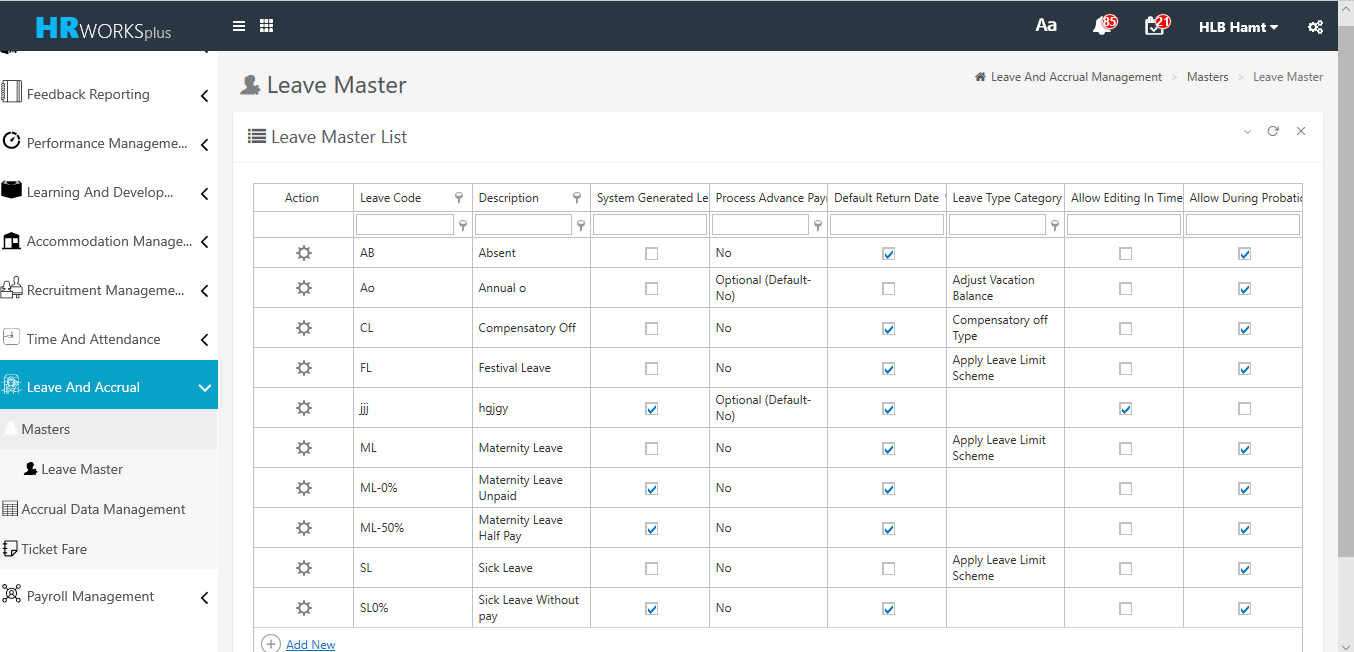 HRWORKSplus
Aa
85
21
HLB Hamt
Feedback Reporting
Performance Manageme...
Learning And Develop...
Accommodation Manage...
Recruitment Manageme...
Time And Attendance
Leave And Accrual
Masters
Leave Master
Accrual Data Management
Ticket Fare
Payroll Management
Leave Master
Leave And Accrual Management > Masters > Leave Master
Leave Master List
Action Leave Code Description System Generated Le Process Advance Payr Default Return Date Leave Type Category Allow Editing In Time Allow During Probatio
AB Absent No
Ao Annual o Optional (Default- Adjust Vacation
No) Balance
CL Compensatory Off No Compensatory off
Type
FL Festival Leave No Apply Leave Limit
Scheme
jjj hgjgy Optional (Default-
No)
ML Maternity Leave No Apply Leave Limit
Scheme
ML-0% Maternity Leave No
Unpaid
ML-50% Maternity Leave No
Half Pay
SL Sick Leave No Apply Leave Limit
Scheme
SL0% Sick Leave Without No
pay
Add New